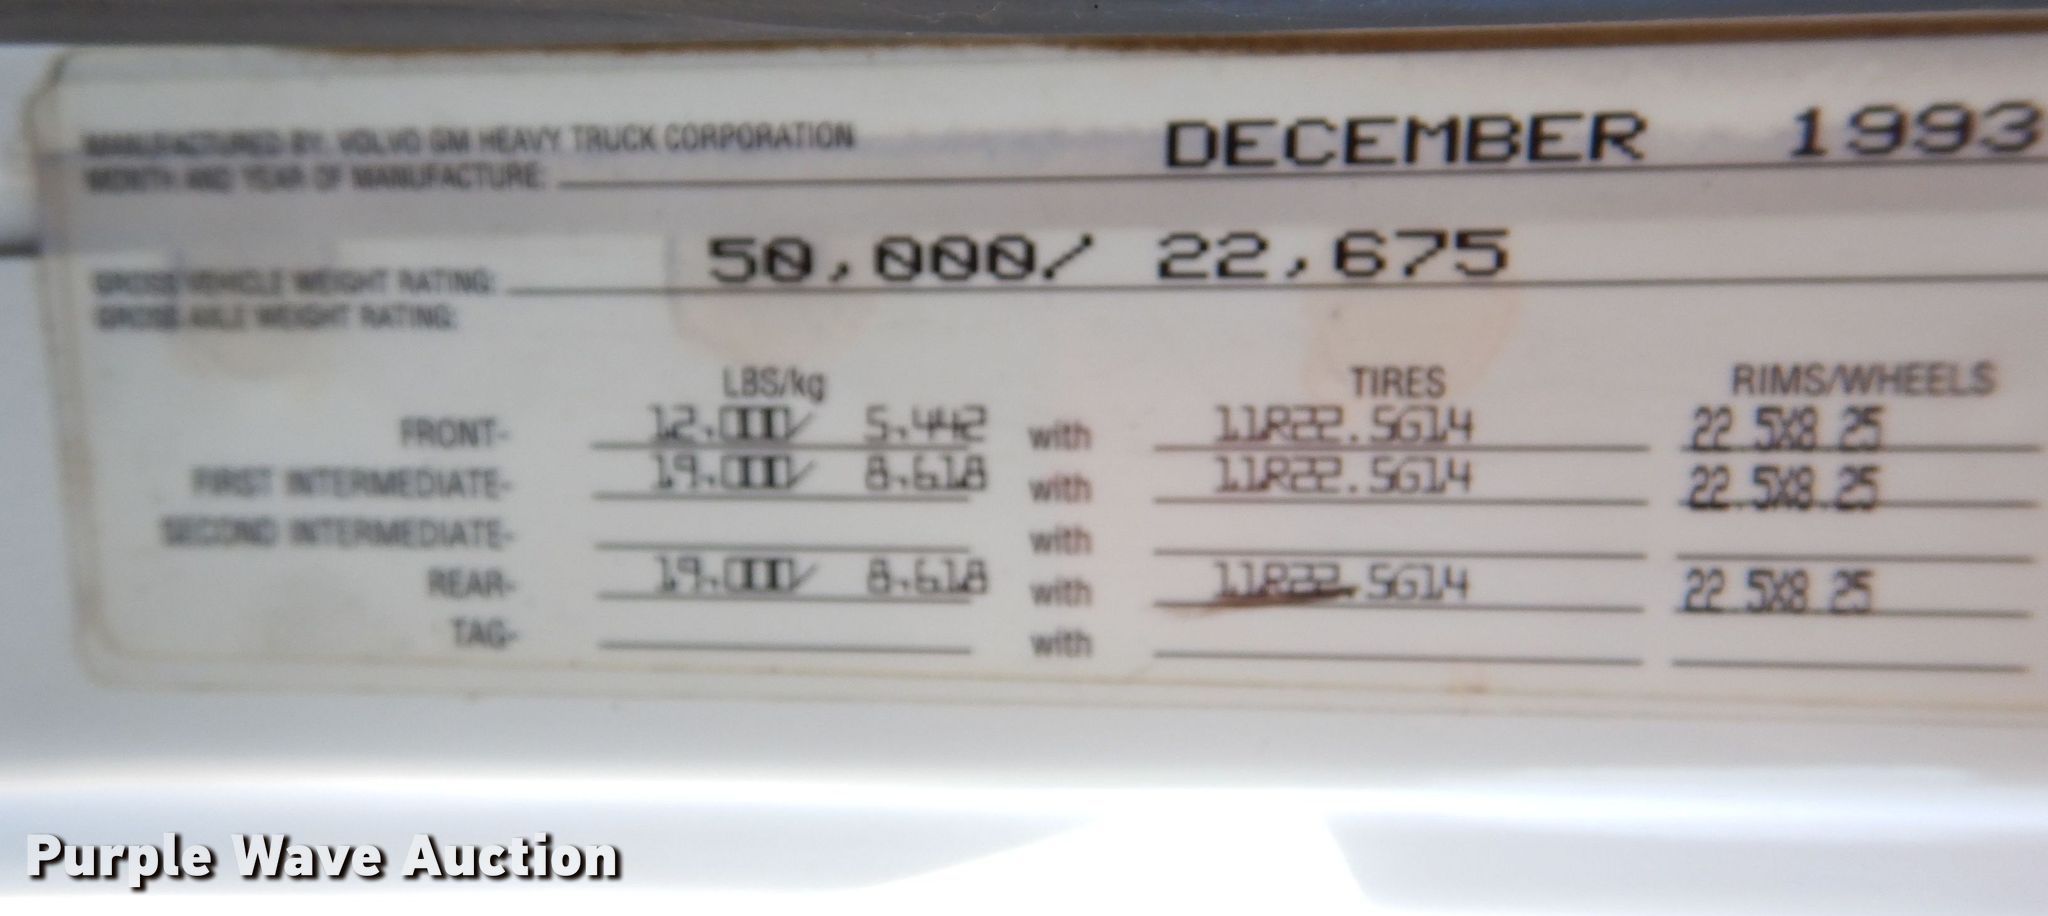 MANUFACTURED BY: VOLVO GM HEAVY TRUCK CORPORATION
MONTH AND YEAR OF MANUFACTURE: DECEMBER 1993
GROSS VEHICLE WEIGHT RATING: 50,000/ 22,675
GROSS AXLE WEIGHT RATING:
LBS/kg TIRES RIMS/WHEELS
FRONT- 12,000/ 5,442 with 11R22.5G14 22.5X8.25
FIRST INTERMEDIATE- 19,000/ 8,618 with 11R22.5G14 22.5X8.25
SECOND INTERMEDIATE- with
REAR- 19,000/ 8,618 with 11R22.5G14 22.5X8.25
TAG- with
Purple Wave Auction